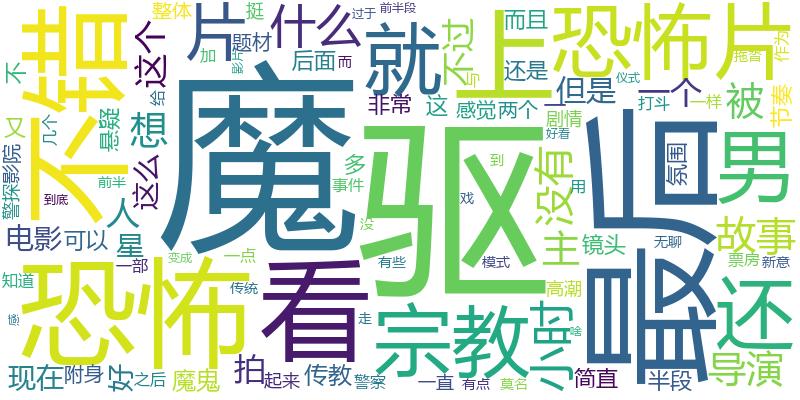 不错
片
什么
就
上
恐怖片
魔
驱
最后
恐怖
看
宗教
小时
还
男
故事
导演
主
没有
被
一个
但是
不过
而且
还是
这个
想
这么
人
星
电影
可以
现在
附身
好
之后
魔鬼
拍
起来
传教
警察
一直
有点
莫名
简直
半段
票房
新意
无聊
镜头
高潮
氛围
节奏
作为
拖沓
打斗
一样
剧情
仪式
好看
感觉
两个
这
非常
多
事件
后面
题材
整体
挺
过于
前半段
加
影片
而
给
悬疑
又
几个
不
警探
影院
到底
前半
知道
变成
一点
一部
传统
感
没
有些
走
模式
戏
到
用
与
啥
一